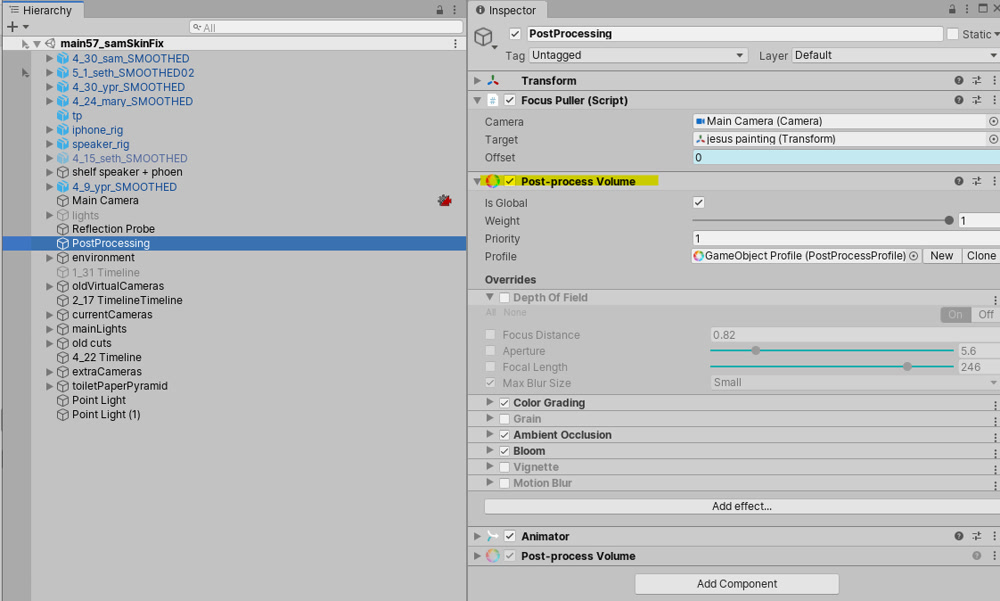 Hierarchy
All
main57_samSkinFix
4_30_sam_SMOOTHED
5_1_seth_SMOOTHED02
4_30_ypr_SMOOTHED
4_24_mary_SMOOTHED
tp
iphone_rig
speaker_rig
4_15_seth_SMOOTHED
shelf speaker + phoen
4_9_ypr_SMOOTHED
Main Camera
lights
Reflection Probe
PostProcessing
environment
1_31 Timeline
oldVirtualCameras
2_17 TimelineTimeline
currentCameras
mainLights
old cuts
4_22 Timeline
extraCameras
toiletPaperPyramid
Point Light
Point Light (1)
Inspector
PostProcessing Static
Tag Untagged Layer Default
Transform
Focus Puller (Script)
Camera Main Camera (Camera)
Target jesus painting (Transform)
Offset 0
Post-process Volume
Is Global
Weight 1
Priority 1
Profile GameObject Profile (PostProcessProfile) New Clone
Overrides
Depth Of Field
All None On Off
Focus Distance 0.82
Aperture 5.6
Focal Length 246
Max Blur Size Small
Color Grading
Grain
Ambient Occlusion
Bloom
Vignette
Motion Blur
Add effect...
Animator
Post-process Volume
Add Component